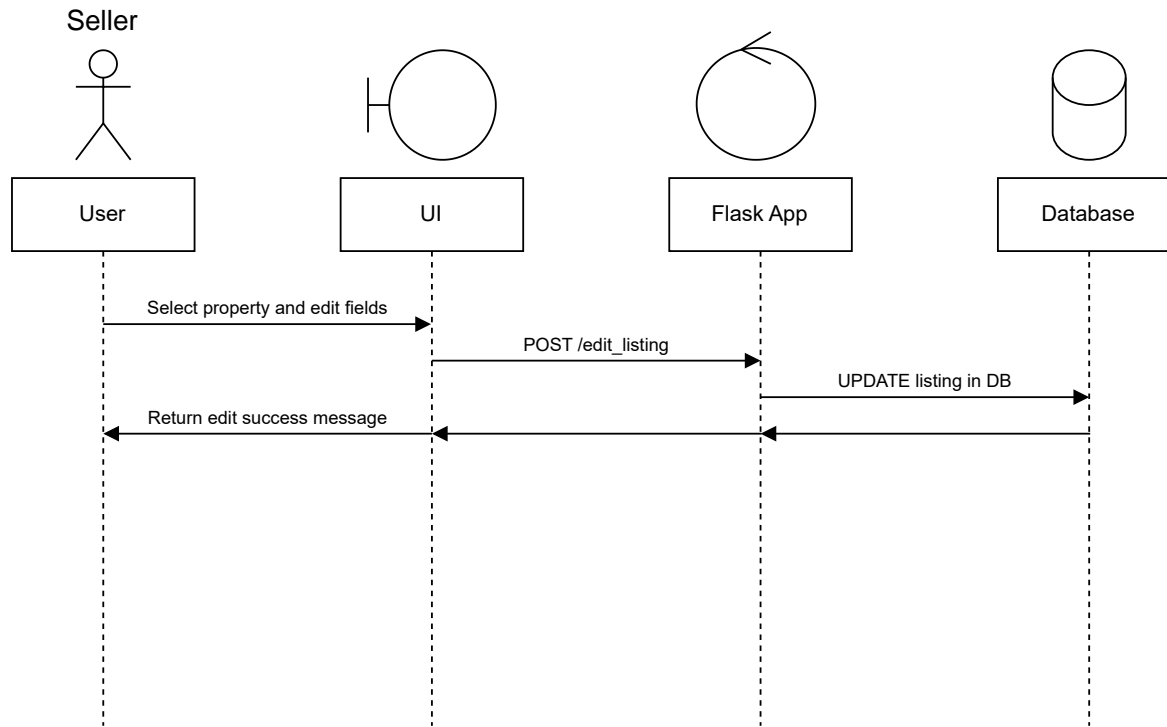 Seller
User
UI
Flask App
Database
Select property and edit fields
POST /edit_listing
UPDATE listing in DB
Return edit success message